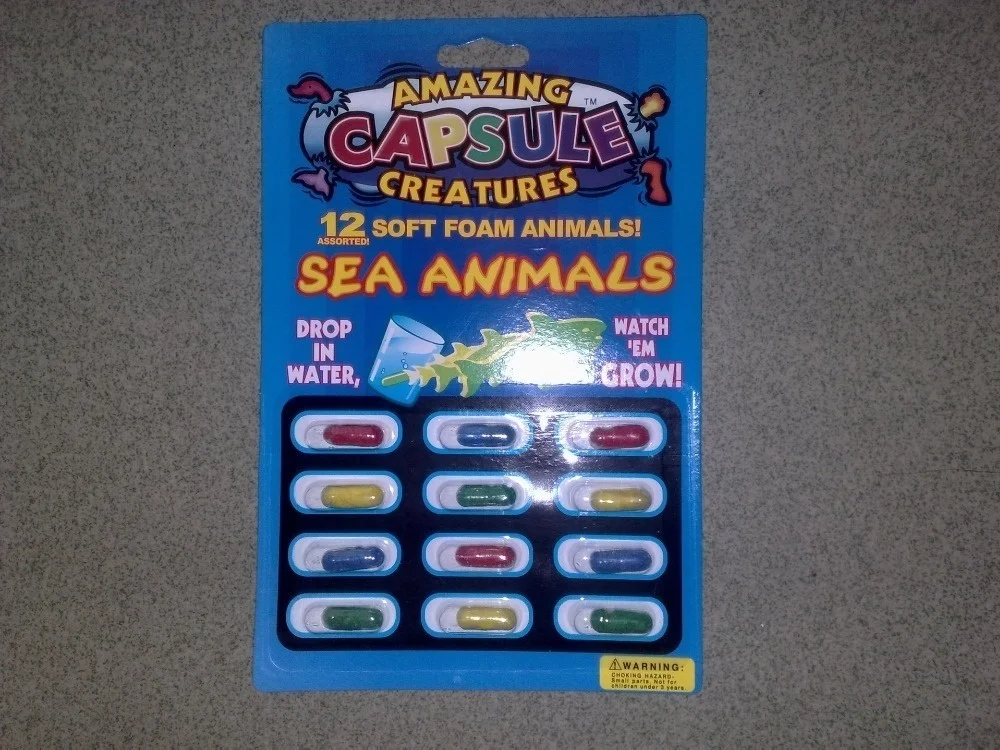 AMAZING
CAPSULE™
CREATURES
12 SOFT FOAM ANIMALS!
ASSORTED!
SEA ANIMALS
DROP
IN
WATER,
WATCH
'EM
GROW!
⚠WARNING:
CHOKING HAZARD-
Small parts. Not for
children under 3 years.